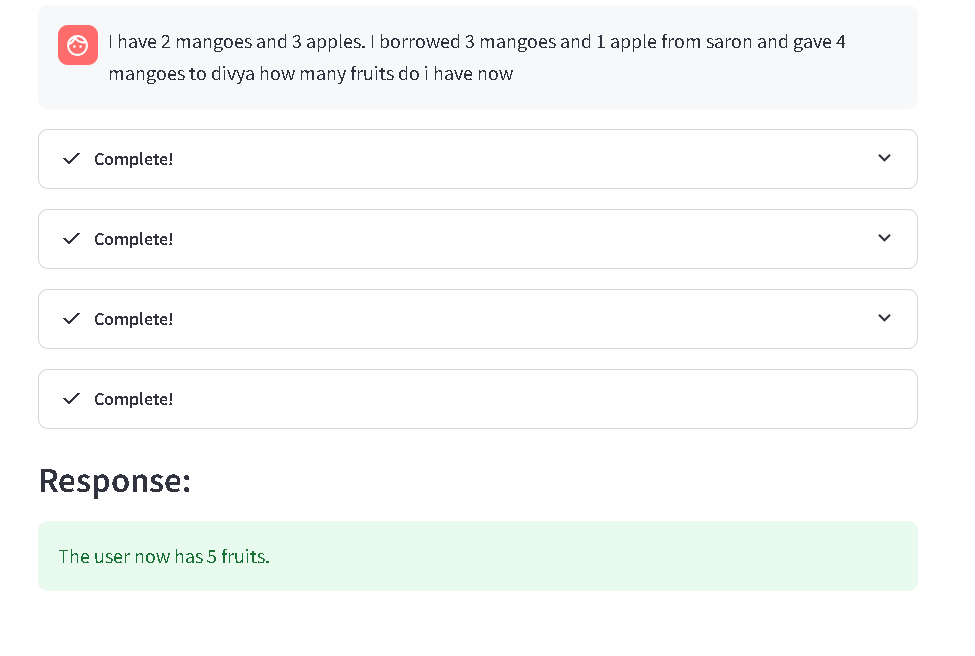 I have 2 mangoes and 3 apples. I borrowed 3 mangoes and 1 apple from saron and gave 4
mangoes to divya how many fruits do i have now
Complete!
Complete!
Complete!
Complete!
Response:
The user now has 5 fruits.